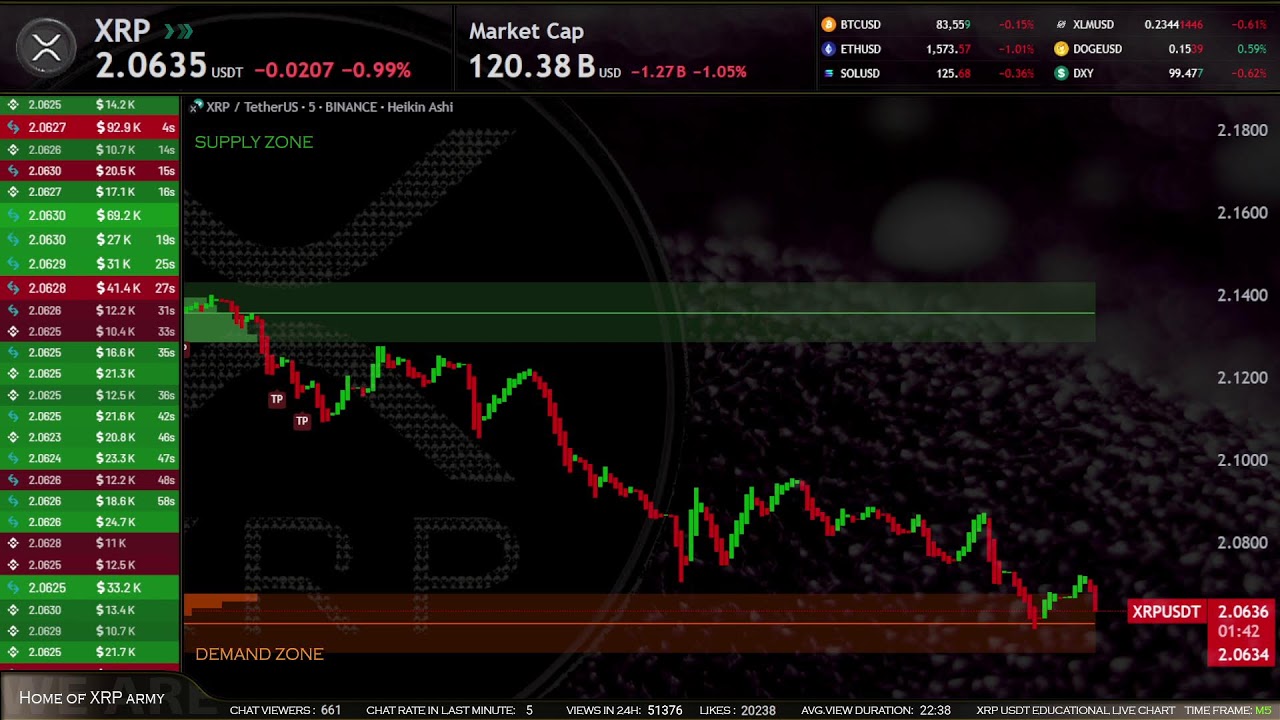 XRP
2.0635 USDT −0.0207 −0.99%
Market Cap
120.38 B USD −1.27 B −1.05%
BTCUSD 83,559 -0.15%
ETHUSD 1,573.57 -1.01%
SOLUSD 125.68 -0.36%
XLMUSD 0.23441446 -0.61%
DOGEUSD 0.1539 0.59%
DXY 99.477 -0.62%
2.0625 $14.2 K
2.0627 $92.9 K 4s
2.0626 $10.7 K 14s
2.0630 $20.5 K 15s
2.0627 $17.1 K 16s
2.0630 $69.2 K
2.0630 $27 K 19s
2.0629 $31 K 25s
2.0628 $41.4 K 27s
2.0626 $12.2 K 31s
2.0625 $10.4 K 33s
2.0625 $16.6 K 35s
2.0625 $21.3 K
2.0625 $12.5 K 36s
2.0625 $21.6 K 42s
2.0623 $20.8 K 46s
2.0624 $23.3 K 47s
2.0626 $12.2 K 48s
2.0626 $18.6 K 58s
2.0626 $24.7 K
2.0628 $11 K
2.0625 $12.5 K
2.0625 $33.2 K
2.0630 $13.4 K
2.0629 $10.7 K
2.0625 $21.7 K
XRP / TetherUS · 5 · BINANCE · Heikin Ashi
SUPPLY ZONE
TP
TP
XRP
DEMAND ZONE
2.1800
2.1600
2.1400
2.1200
2.1000
2.0800
XRPUSDT 2.0636
01:42
2.0634
WE ARE
Home of XRP army
CHAT VIEWERS : 661
CHAT RATE IN LAST MINUTE: 5
VIEWS IN 24H: 51376
LIKES : 20238
AVG.VIEW DURATION: 22:38
XRP USDT EDUCATIONAL LIVE CHART
TIME FRAME: M5